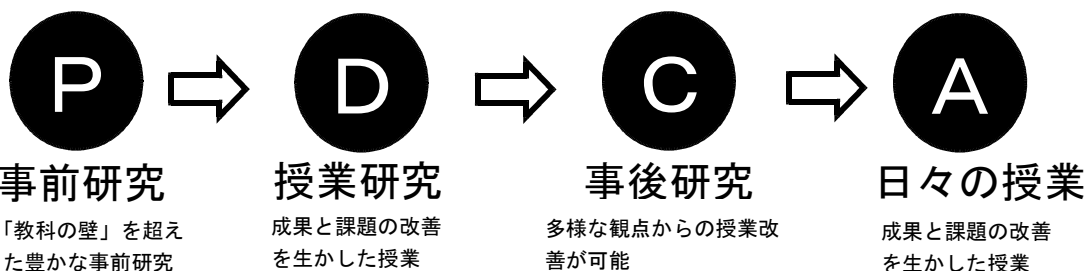 P
D
C
A
事前研究
授業研究
事後研究
日々の授業
「教科の壁」を超え
た豊かな事前研究
成果と課題の改善
を生かした授業
多様な観点からの授業改
善が可能
成果と課題の改善
を生かした授業